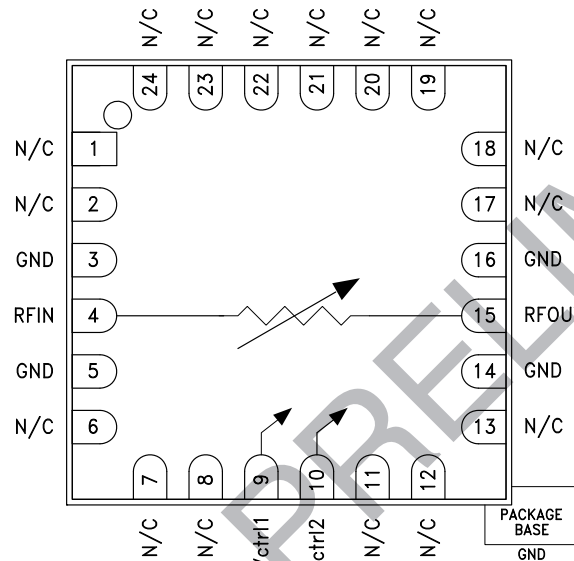 N/C N/C N/C N/C N/C N/C
24 23 22 21 20 19
N/C 1 18 N/C
N/C 2 17 N/C
GND 3 16 GND
RFIN 4 15 RFOU
GND 5 14 GND
N/C 6 13 N/C
7 8 9 10 11 12
N/C N/C ctrl1 ctrl2 N/C N/C
PACKAGE
BASE
GND
PRELI